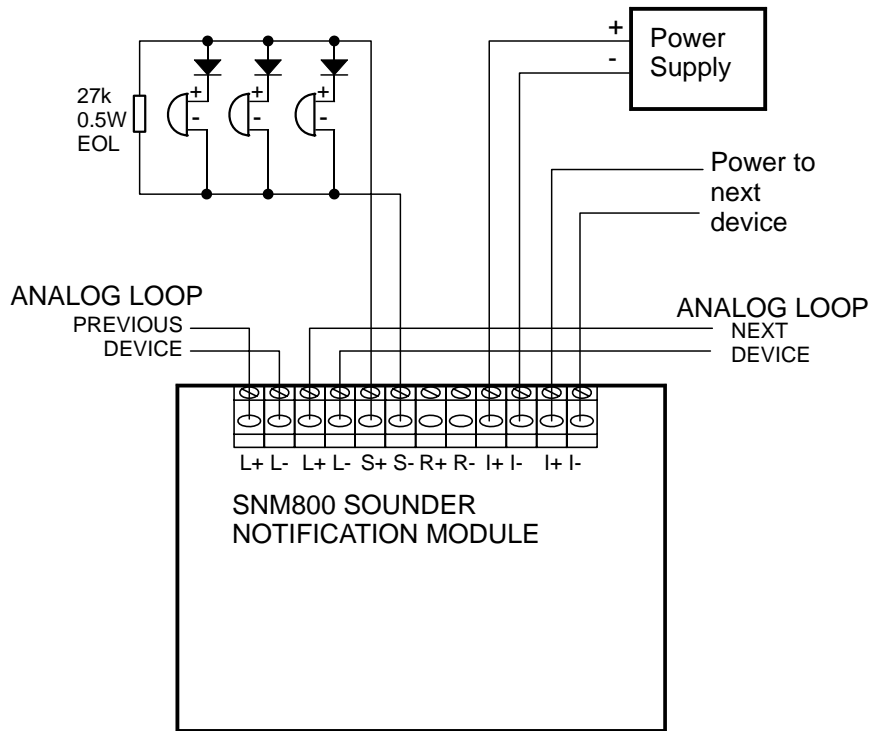 +
-
Power
Supply
27k
0.5W
EOL
+
-
+
-
+
-
Power to
next
device
ANALOG LOOP
PREVIOUS
DEVICE
ANALOG LOOP
NEXT
DEVICE
L+ L- L+ L- S+ S- R+ R- I+ I- I+ I-
SNM800 SOUNDER
NOTIFICATION MODULE